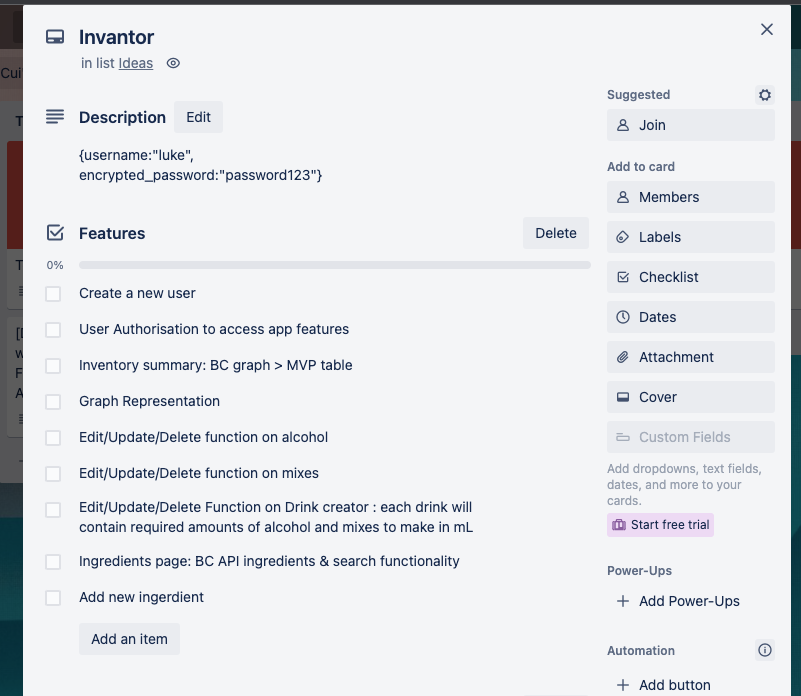 Invantor
in list Ideas
Description
Edit
{username:"luke",
encrypted_password:"password123"}
Features
Delete
0%
Create a new user
User Authorisation to access app features
Inventory summary: BC graph > MVP table
Graph Representation
Edit/Update/Delete function on alcohol
Edit/Update/Delete function on mixes
Edit/Update/Delete Function on Drink creator : each drink will
contain required amounts of alcohol and mixes to make in mL
Ingredients page: BC API ingredients & search functionality
Add new ingerdient
Add an item
Suggested
Join
Add to card
Members
Labels
Checklist
Dates
Attachment
Cover
Custom Fields
Add dropdowns, text fields,
dates, and more to your
cards.
Start free trial
Power-Ups
Add Power-Ups
Automation
Add button